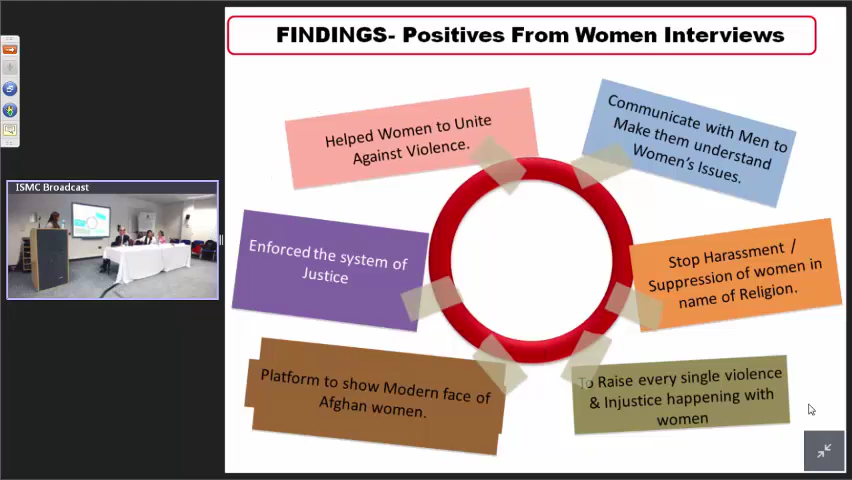 FINDINGS- Positives From Women Interviews
ISMC Broadcast
Helped Women to Unite
Against Violence.
Communicate with Men to
Make them understand
Women's Issues.
Enforced the system of
Justice
Stop Harassment /
Suppression of women in
name of Religion.
Platform to show Modern face of
Afghan women.
To Raise every single violence
& Injustice happening with
women